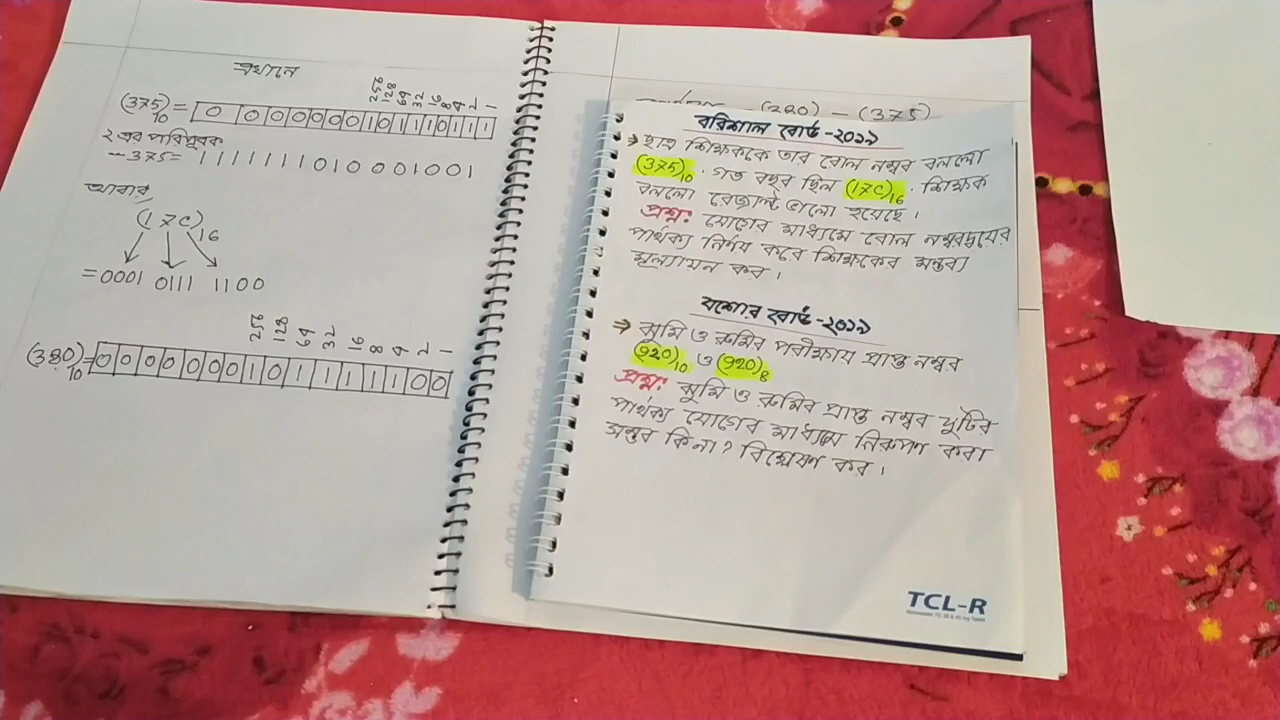 এখানে
256 128 64 32 16 8 4 2 1
(375)10 = 0 0 0 0 0 0 0 1 0 1 1 1 0 1 1 1
২ এর পরিপূরক
-375 = 1 1 1 1 1 1 1 0 1 0 0 0 1 0 0 1
আবার,
(17C)16
= 0001 0111 1100
256 128 64 32 16 8 4 2 1
(380)10 = 0 0 0 0 0 0 0 1 0 1 1 1 1 1 0 0
(380) - (375)
বরিশাল বোর্ড-২০১৯
⇒ ছাত্র শিক্ষককে তার রোল নম্বর বললো
(375)10. গত বছর ছিল (17C)16. শিক্ষক
বললো রেজাল্ট ভালো হয়েছে।
প্রশ্ন: যোগের মাধ্যমে রোল নম্বরদ্বয়ের
পার্থক্য নির্ণয় করে শিক্ষকের মন্তব্য
মূল্যায়ন কর।
যশোর বোর্ড-২০১৯
⇒ ঝুমি ও রুমির পরীক্ষায় প্রাপ্ত নম্বর
(920)10 ও (920)8
প্রশ্ন: ঝুমি ও রুমির প্রাপ্ত নম্বর দুটির
পার্থক্য যোগের মাধ্যমে নিরুপণ করা
সম্ভব কিনা? বিশ্লেষণ কর।
TCL-R